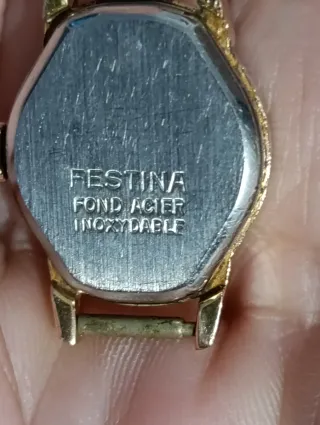 FESTINA
FOND ACIER
INOXYDABLE